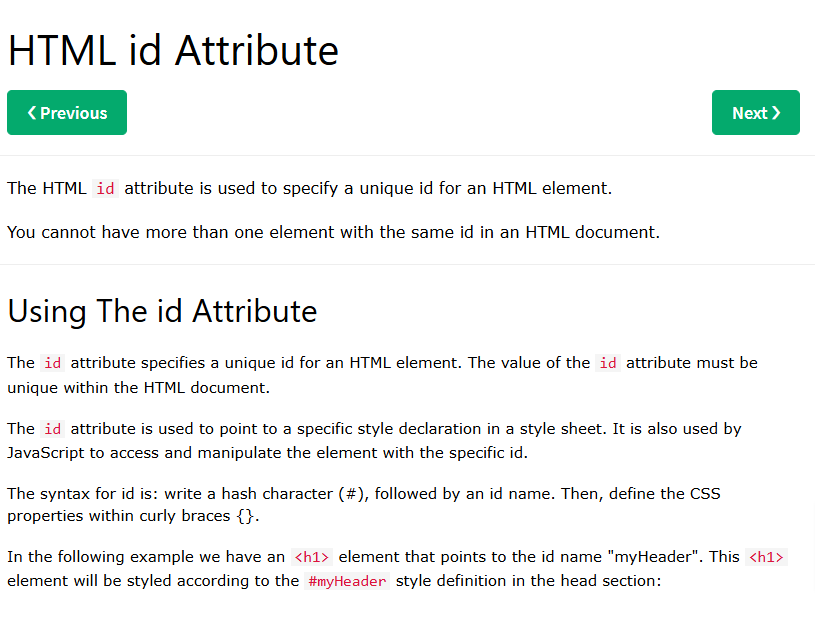 HTML id Attribute
❮ Previous
Next ❯
The HTML id attribute is used to specify a unique id for an HTML element.
You cannot have more than one element with the same id in an HTML document.
Using The id Attribute
The id attribute specifies a unique id for an HTML element. The value of the id attribute must be
unique within the HTML document.
The id attribute is used to point to a specific style declaration in a style sheet. It is also used by
JavaScript to access and manipulate the element with the specific id.
The syntax for id is: write a hash character (#), followed by an id name. Then, define the CSS
properties within curly braces {}.
In the following example we have an <h1> element that points to the id name "myHeader". This <h1>
element will be styled according to the #myHeader style definition in the head section: